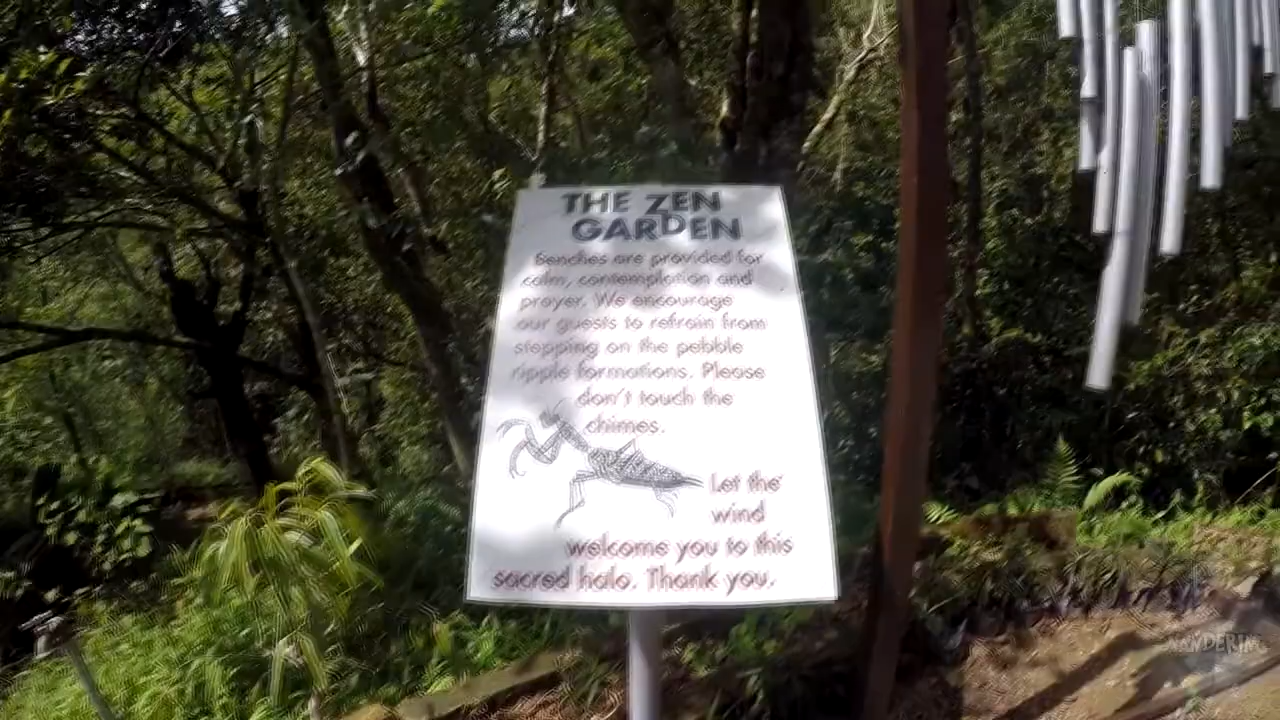 THE ZEN
GARDEN
Benches are provided for
calm, contemplation and
prayer. We encourage
our guests to refrain from
stepping on the pebble
ripple formations. Please
don't touch the
chimes.
Let the
wind
welcome you to this
sacred halo. Thank you.